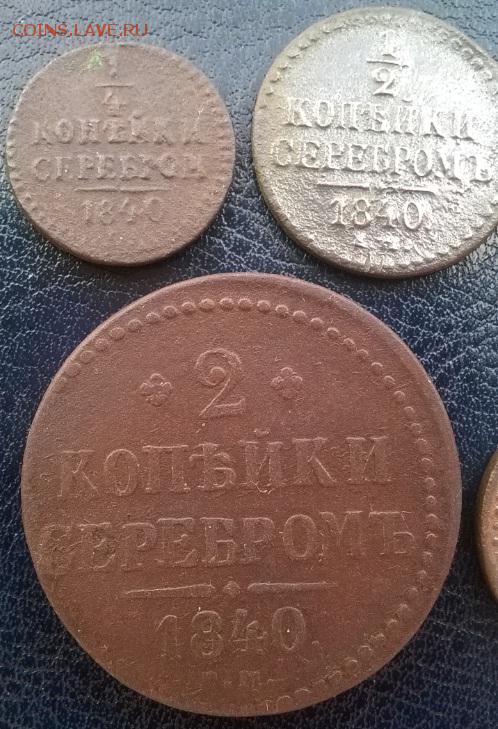 COINS.LAVE.RU
1
4
КОПѢЙКИ
СЕРЕБРОМ
1840
1
2
КОПѢЙКИ
СЕРЕБРОМЪ
1840
2
КОПѢЙКИ
СЕРЕБРОМЪ
1840